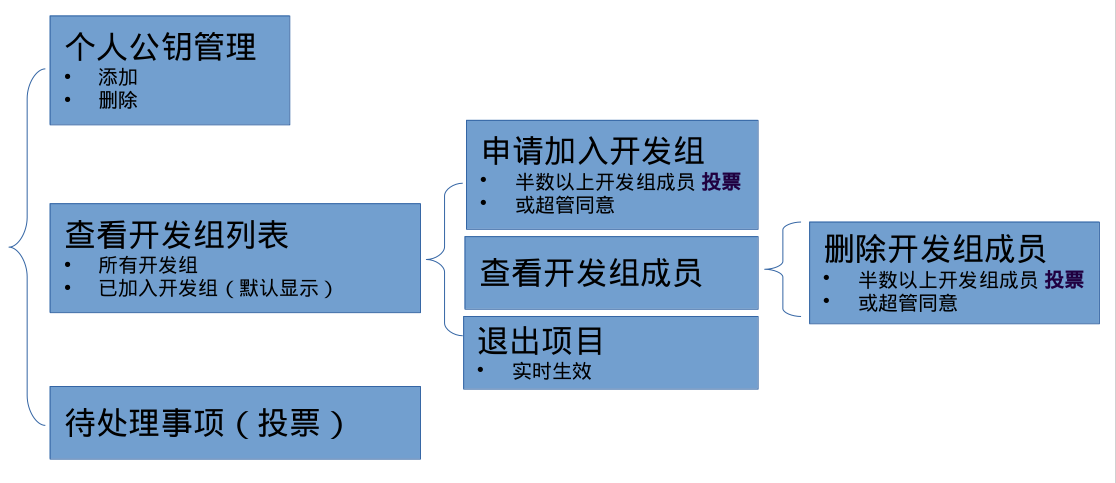 个人公钥管理
• 添加
• 删除
查看开发组列表
• 所有开发组
• 已加入开发组（默认显示）
待处理事项（投票）
申请加入开发组
• 半数以上开发组成员 投票
• 或超管同意
查看开发组成员
退出项目
• 实时生效
删除开发组成员
• 半数以上开发组成员 投票
• 或超管同意